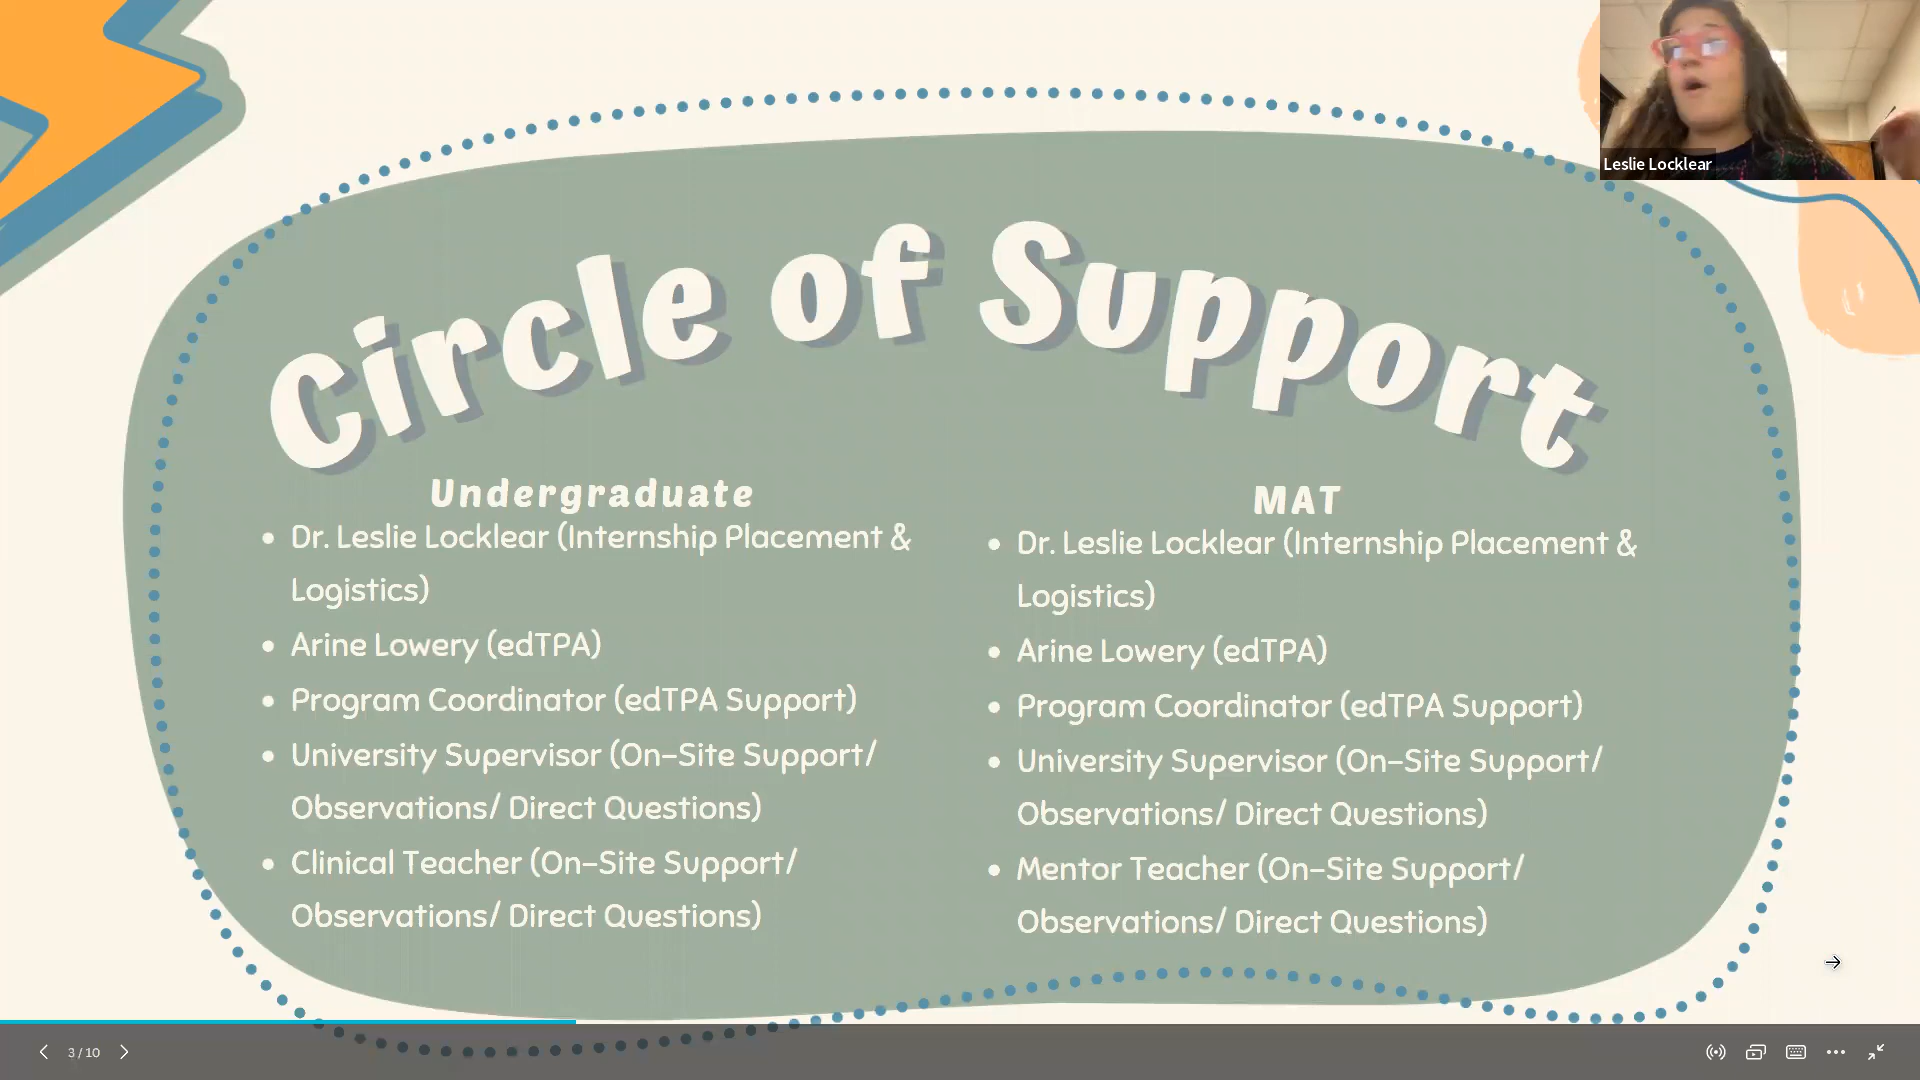 Leslie Locklear
Circle of Support
Undergraduate
• Dr. Leslie Locklear (Internship Placement &
Logistics)
• Arine Lowery (edTPA)
• Program Coordinator (edTPA Support)
• University Supervisor (On-Site Support/
Observations/ Direct Questions)
• Clinical Teacher (On-Site Support/
Observations/ Direct Questions)
MAT
• Dr. Leslie Locklear (Internship Placement &
Logistics)
• Arine Lowery (edTPA)
• Program Coordinator (edTPA Support)
• University Supervisor (On-Site Support/
Observations/ Direct Questions)
• Mentor Teacher (On-Site Support/
Observations/ Direct Questions)
3 / 10